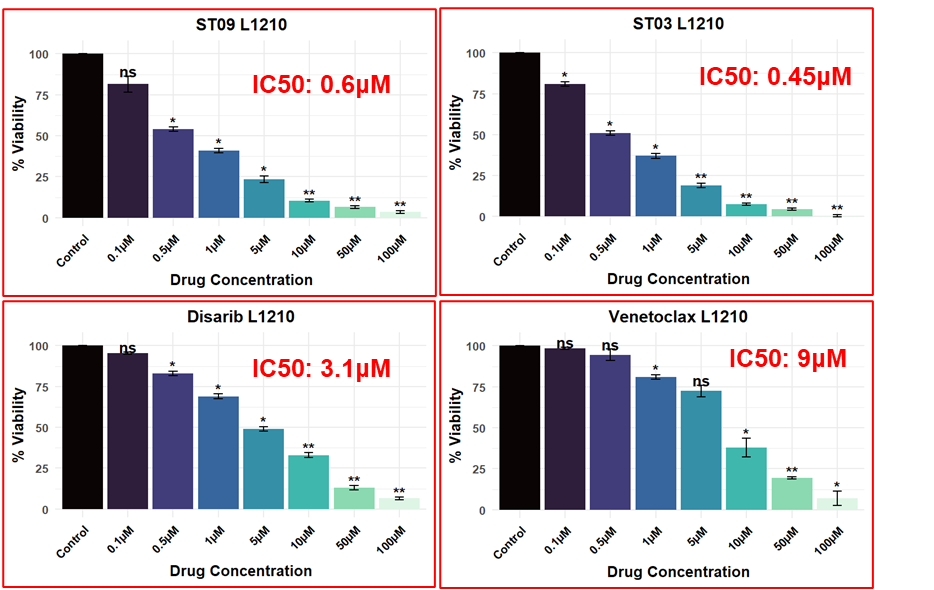 ST09 L1210
IC50: 0.6µM
% Viability
100
75
50
25
0
ns
*
*
*
**
**
**
Control
0.1µM
0.5µM
1µM
5µM
10µM
50µM
100µM
Drug Concentration
ST03 L1210
IC50: 0.45µM
% Viability
100
75
50
25
0
*
*
*
**
**
**
**
Control
0.1µM
0.5µM
1µM
5µM
10µM
50µM
100µM
Drug Concentration
Disarib L1210
IC50: 3.1µM
% Viability
100
75
50
25
0
ns
*
*
*
**
**
**
Control
0.1µM
0.5µM
1µM
5µM
10µM
50µM
100µM
Drug Concentration
Venetoclax L1210
IC50: 9µM
% Viability
100
75
50
25
0
ns
ns
*
ns
*
**
*
Control
0.1µM
0.5µM
1µM
5µM
10µM
50µM
100µM
Drug Concentration